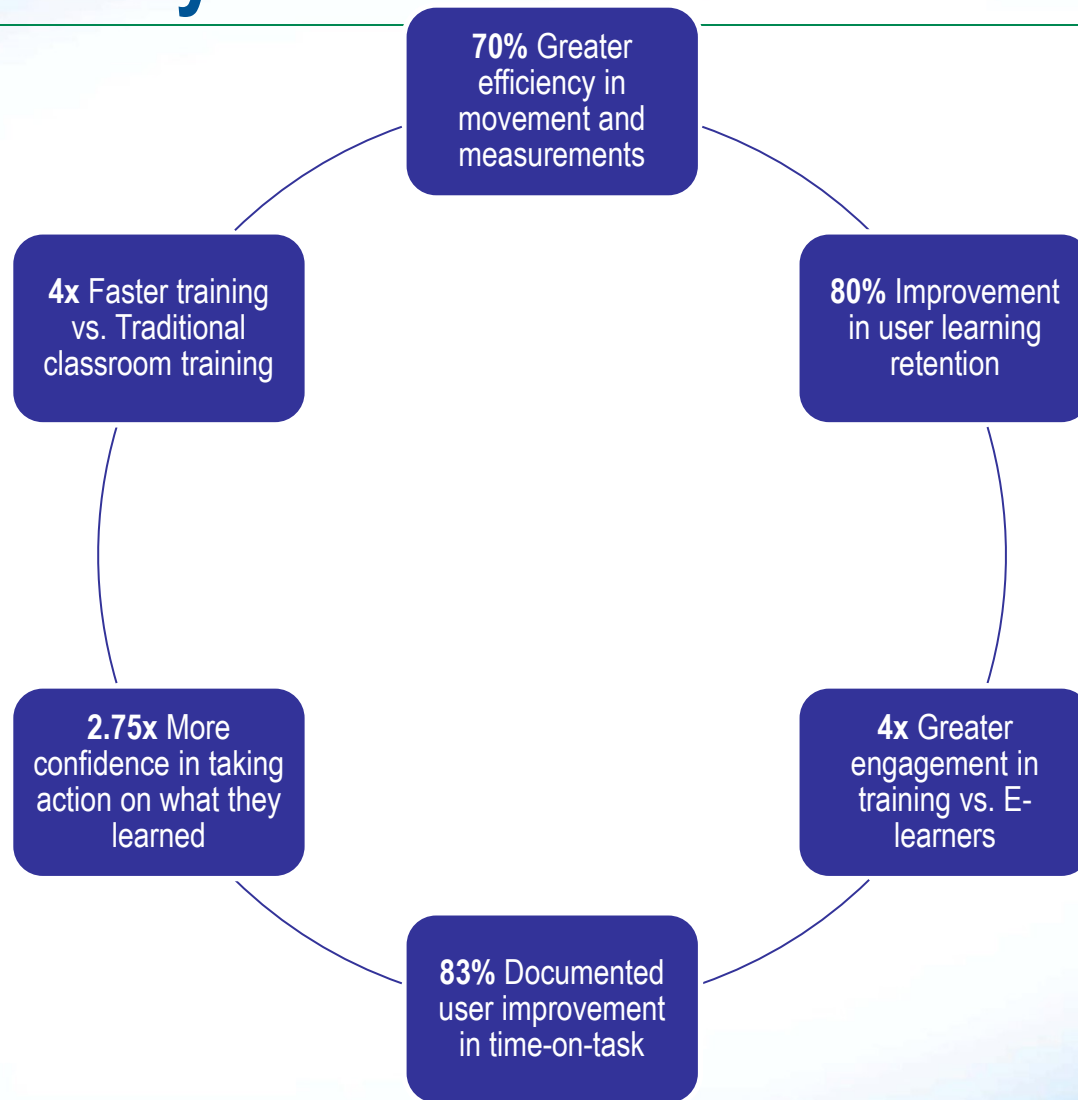 70% Greater
efficiency in
movement and
measurements
80% Improvement
in user learning
retention
4x Greater
engagement in
training vs. E-
learners
83% Documented
user improvement
in time-on-task
2.75x More
confidence in taking
action on what they
learned
4x Faster training
vs. Traditional
classroom training